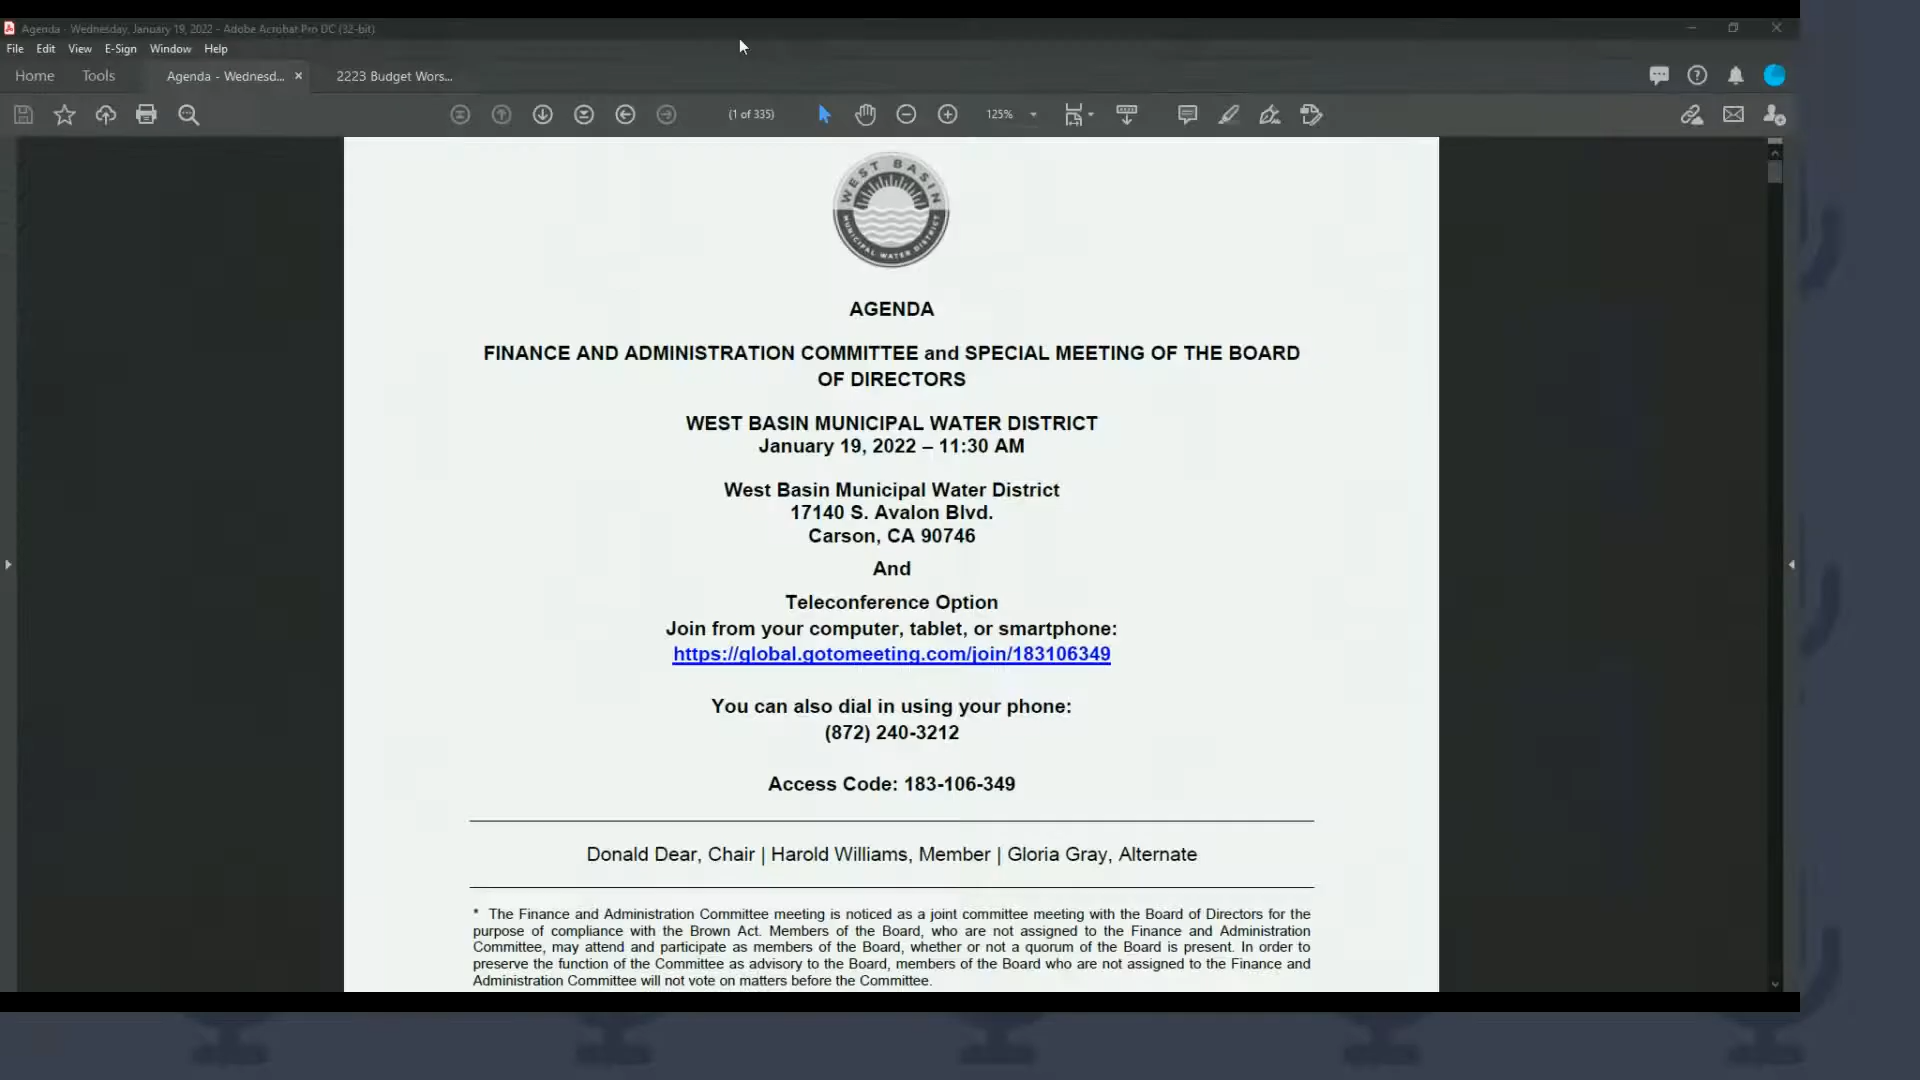 Agenda - Wednesday, January 19, 2022 - Adobe Acrobat Pro DC (32-bit)
File Edit View E-Sign Window Help
Home Tools Agenda - Wednesd... × 2223 Budget Wors...
(1 of 335) 125%
WEST BASIN
MUNICIPAL WATER DISTRICT
AGENDA
FINANCE AND ADMINISTRATION COMMITTEE and SPECIAL MEETING OF THE BOARD
OF DIRECTORS
WEST BASIN MUNICIPAL WATER DISTRICT
January 19, 2022 – 11:30 AM
West Basin Municipal Water District
17140 S. Avalon Blvd.
Carson, CA 90746
And
Teleconference Option
Join from your computer, tablet, or smartphone:
https://global.gotomeeting.com/join/183106349
You can also dial in using your phone:
(872) 240-3212
Access Code: 183-106-349
Donald Dear, Chair | Harold Williams, Member | Gloria Gray, Alternate
* The Finance and Administration Committee meeting is noticed as a joint committee meeting with the Board of Directors for the
purpose of compliance with the Brown Act. Members of the Board, who are not assigned to the Finance and Administration
Committee, may attend and participate as members of the Board, whether or not a quorum of the Board is present. In order to
preserve the function of the Committee as advisory to the Board, members of the Board who are not assigned to the Finance and
Administration Committee will not vote on matters before the Committee.